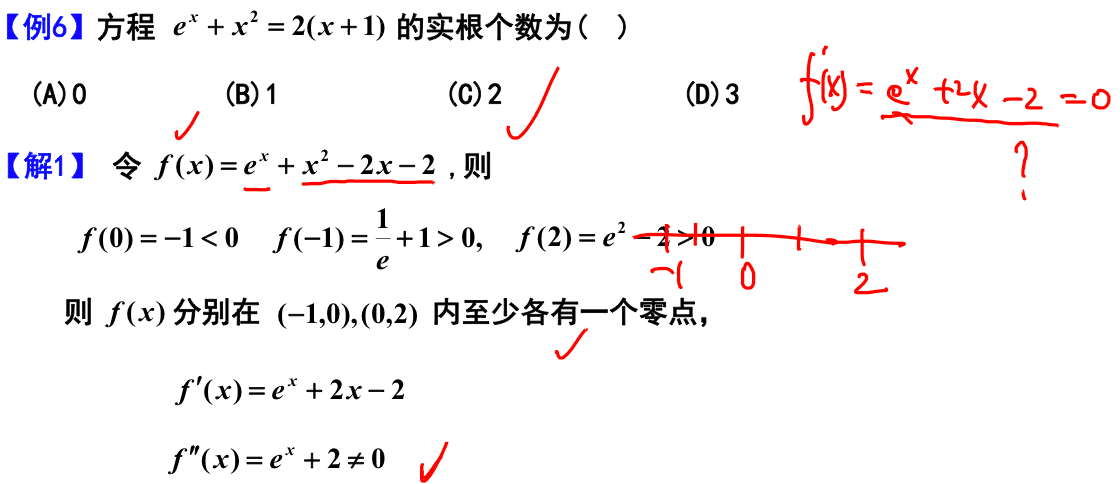 【例6】方程 e^x + x^2 = 2(x+1) 的实根个数为( )
(A)0 (B)1 (C)2 (D)3
f'(x) = e^x +2x -2 =0
?
【解1】 令 f(x) = e^x + x^2 − 2x − 2 ,则
f(0) = −1 < 0 f(−1) = 1/e + 1 > 0, f(2) = e^2 − 2 > 0
-1 0 2
则 f(x) 分别在 (−1,0),(0,2) 内至少各有一个零点,
f′(x) = e^x + 2x − 2
f″(x) = e^x + 2 ≠ 0